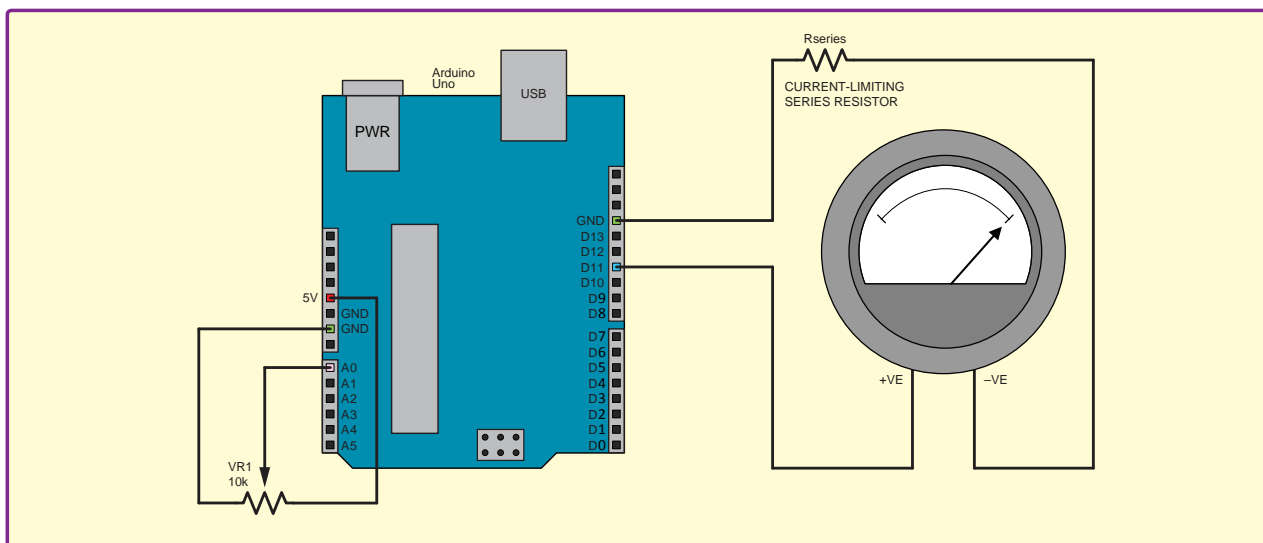 Rseries
CURRENT-LIMITING
SERIES RESISTOR
Arduino
Uno
USB
PWR
GND
D13
D12
D11
D10
D9
D8
D7
D6
D5
D4
D3
D2
D1
D0
5V
GND
GND
A0
A1
A2
A3
A4
A5
VR1
10k
+VE
–VE